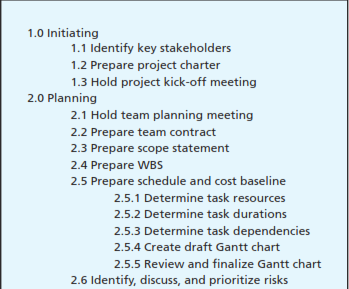 1.0 Initiating
1.1 Identify key stakeholders
1.2 Prepare project charter
1.3 Hold project kick-off meeting
2.0 Planning
2.1 Hold team planning meeting
2.2 Prepare team contract
2.3 Prepare scope statement
2.4 Prepare WBS
2.5 Prepare schedule and cost baseline
2.5.1 Determine task resources
2.5.2 Determine task durations
2.5.3 Determine task dependencies
2.5.4 Create draft Gantt chart
2.5.5 Review and finalize Gantt chart
2.6 Identify, discuss, and prioritize risks